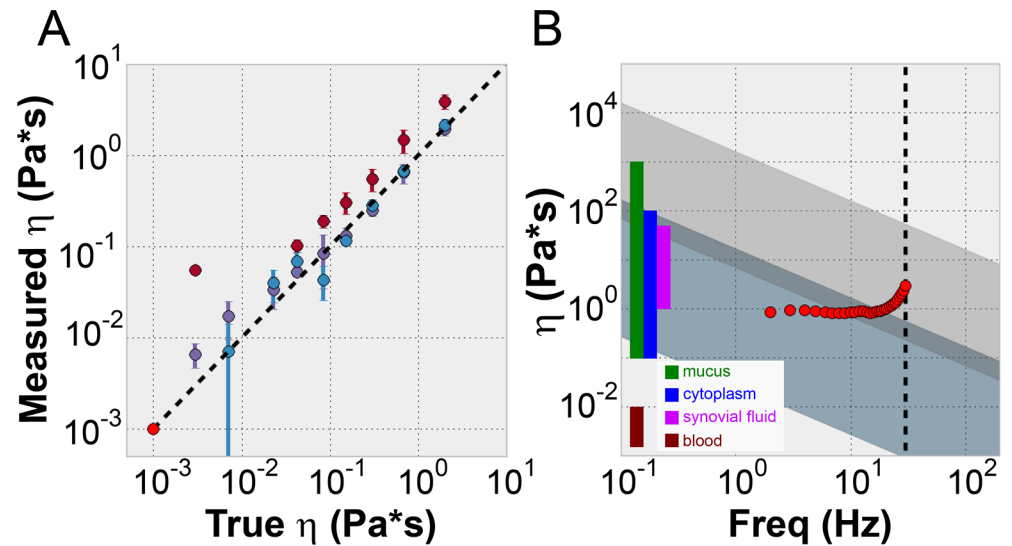 A
B
Measured η (Pa*s)
10^1
10^0
10^-1
10^-2
10^-3
10^-3
10^-2
10^-1
10^0
10^1
True η (Pa*s)
η (Pa*s)
10^4
10^2
10^0
10^-2
mucus
cytoplasm
synovial fluid
blood
10^-1
10^0
10^1
10^2
Freq (Hz)